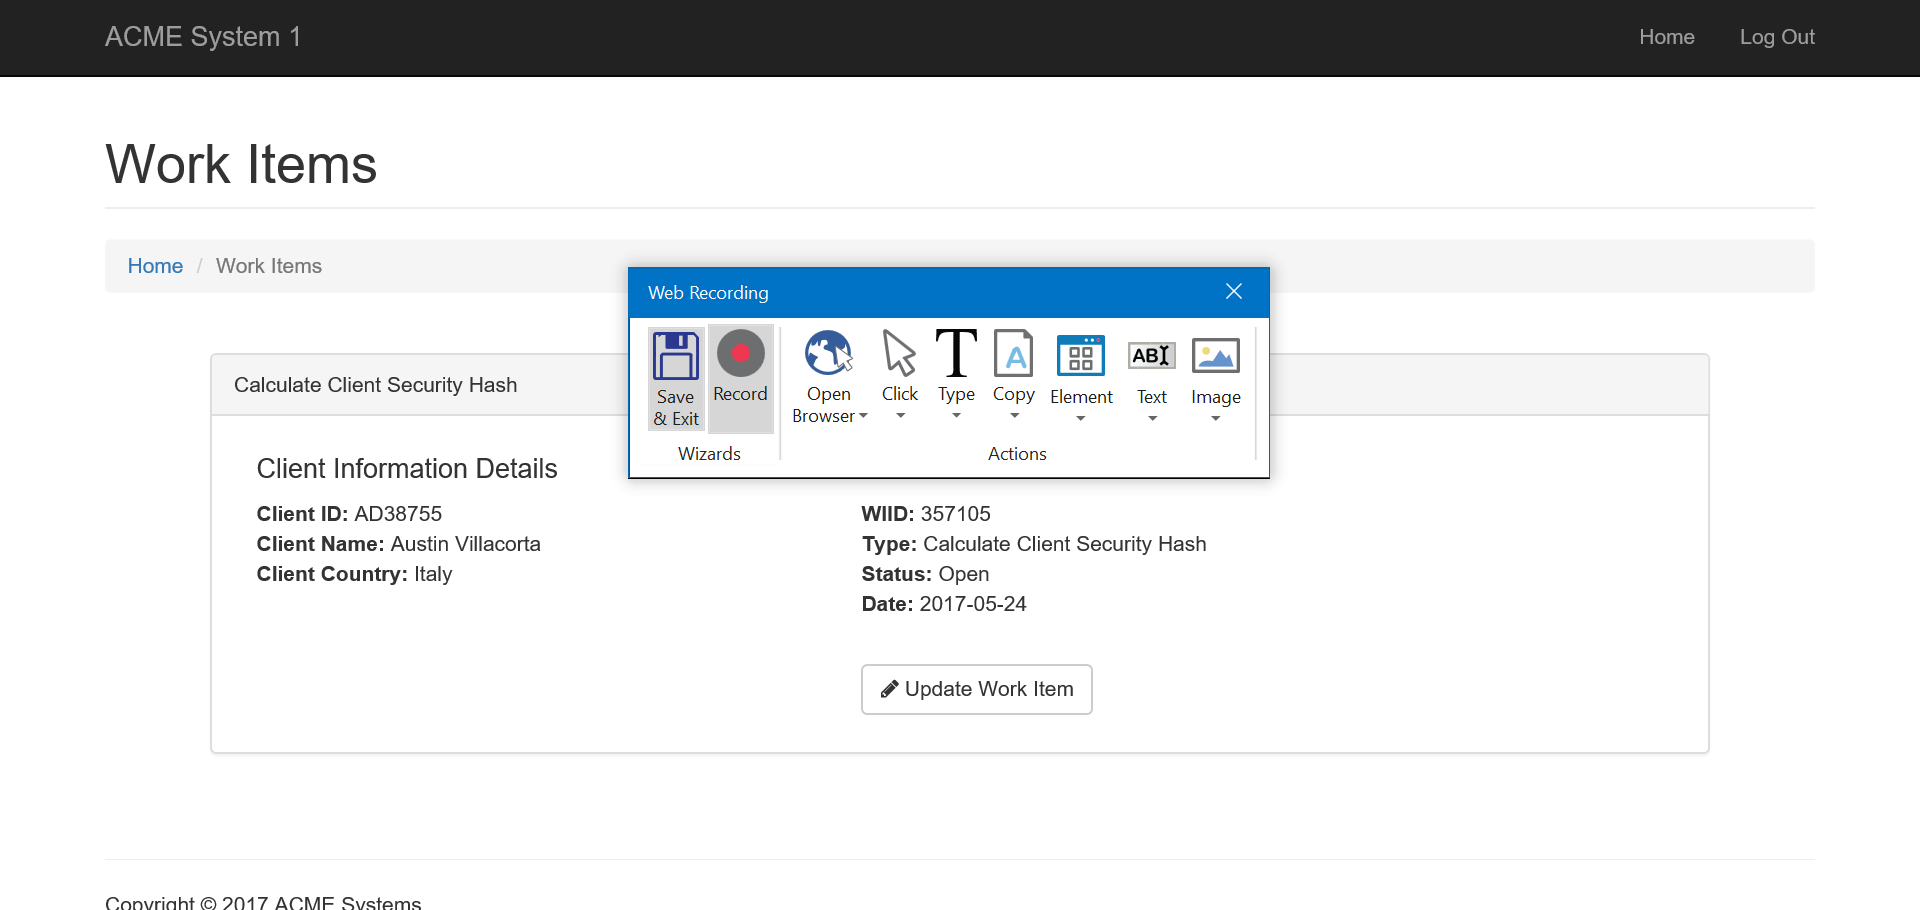 ACME System 1
Home
Log Out
Work Items
Home / Work Items
Web Recording
Save & Exit
Record
Open Browser
Click
Type
Copy
Element
Text
Image
Wizards
Actions
T
A
ABI
Calculate Client Security Hash
Client Information Details
Client ID: AD38755
Client Name: Austin Villacorta
Client Country: Italy
WIID: 357105
Type: Calculate Client Security Hash
Status: Open
Date: 2017-05-24
Update Work Item
Copyright © 2017 ACME Systems